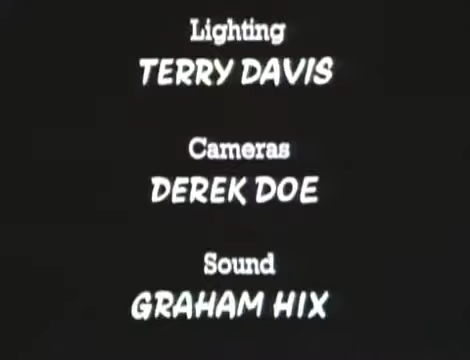 Lighting
TERRY DAVIS
Cameras
DEREK DOE
Sound
GRAHAM HIX